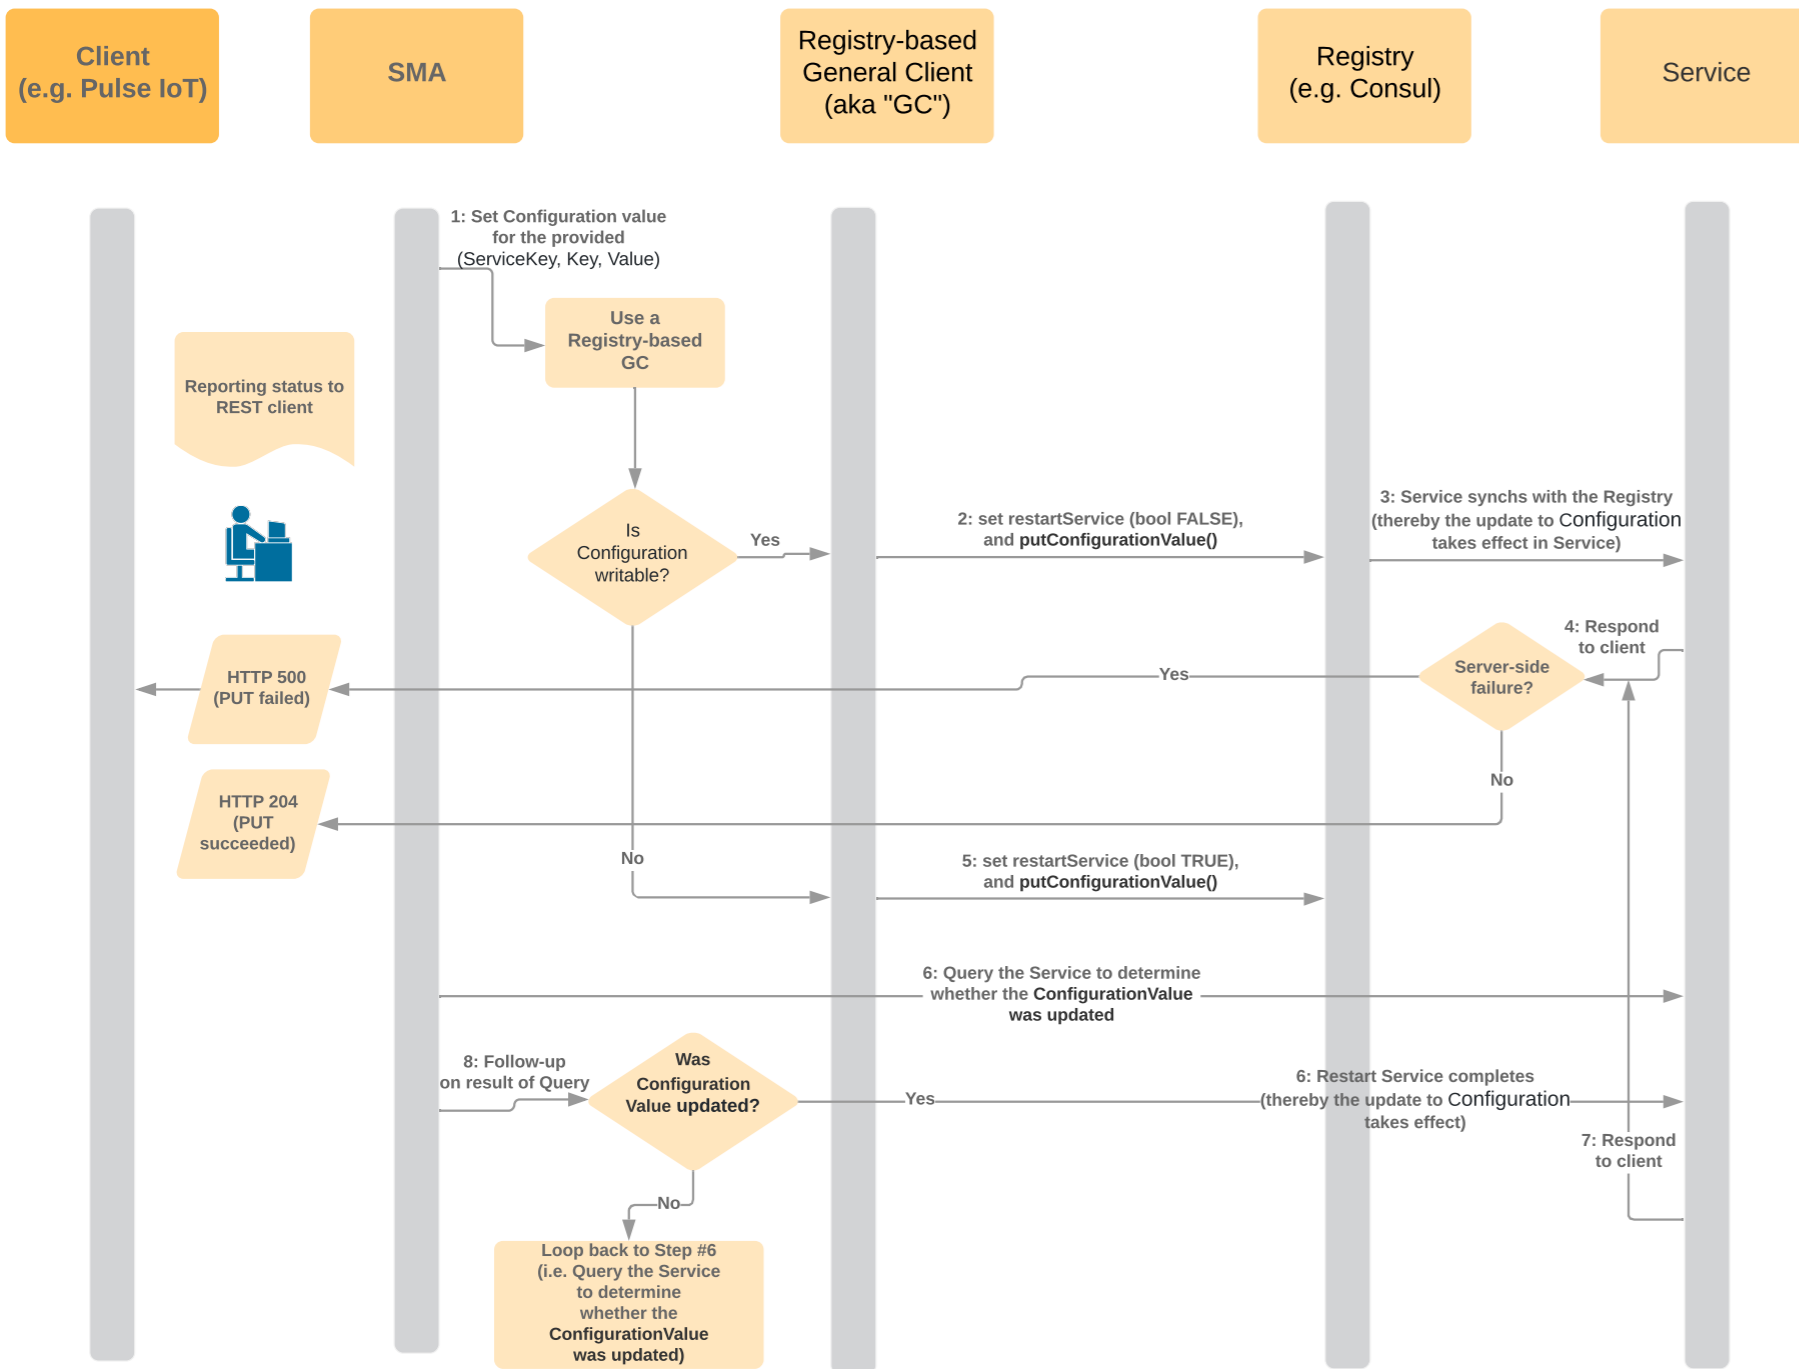 Client
(e.g. Pulse IoT)
SMA
Registry-based
General Client
(aka "GC")
Registry
(e.g. Consul)
Service
1: Set Configuration value
for the provided
(ServiceKey, Key, Value)
Use a
Registry-based
GC
Reporting status to
REST client
Is
Configuration
writable?
Yes
2: set restartService (bool FALSE),
and putConfigurationValue()
3: Service synchs with the Registry
(thereby the update to Configuration
takes effect in Service)
4: Respond
to client
Server-side
failure?
Yes
HTTP 500
(PUT failed)
No
HTTP 204
(PUT
succeeded)
No
5: set restartService (bool TRUE),
and putConfigurationValue()
6: Query the Service to determine
whether the ConfigurationValue
was updated
8: Follow-up
on result of Query
Was
Configuration
Value updated?
Yes
6: Restart Service completes
(thereby the update to Configuration
takes effect)
7: Respond
to client
No
Loop back to Step #6
(i.e. Query the Service
to determine
whether the
ConfigurationValue
was updated)